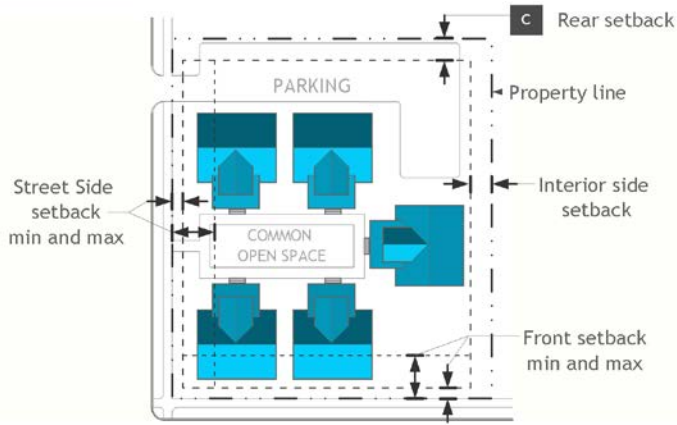 C Rear setback
PARKING
Property line
Street Side
setback
min and max
Interior side
setback
COMMON
OPEN SPACE
Front setback
min and max